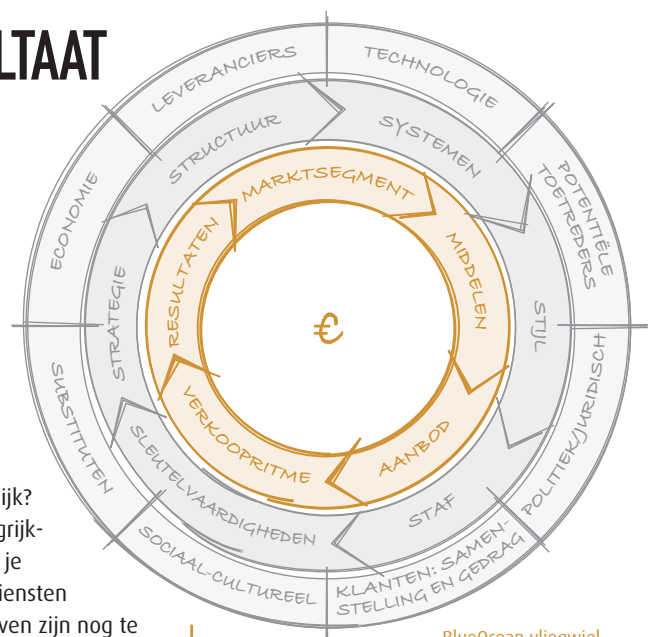 LTAAT
LEVERANCIERS
TECHNOLOGIE
POTENTIËLE
TOETREDERS
POLITIEK/JURIDISCH
KLANTEN: SAMEN-
STELLING EN GEDRAG
SOCIAAL-CULTUREEL
SUBSTITUTEN
ECONOMIE
STRUCTUUR
SYSTEMEN
STIJL
STAF
SLEUTELVAARDIGHEDEN
STRATEGIE
MARKTSEGMENT
MIDDELEN
AANBOD
VERKOOPRITME
RESULTATEN
€
ijk?
grijk-
je
iensten
ven zijn nog te
BlueOcean vliegwiel